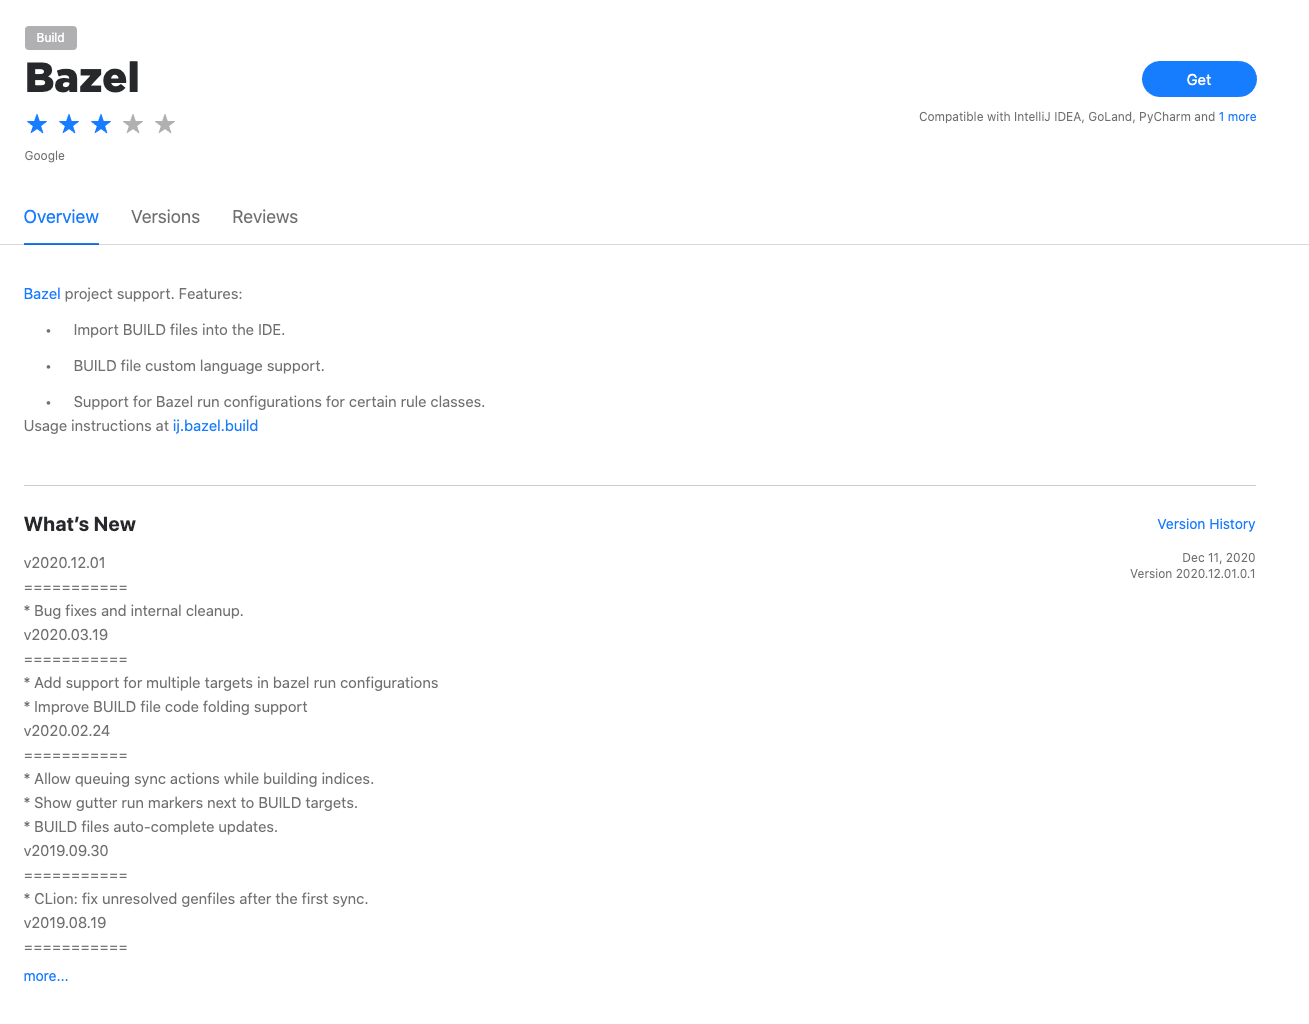 Build
Bazel
Get
Compatible with IntelliJ IDEA, GoLand, PyCharm and 1 more
Google
Overview Versions Reviews
Bazel project support. Features:
• Import BUILD files into the IDE.
• BUILD file custom language support.
• Support for Bazel run configurations for certain rule classes.
Usage instructions at ij.bazel.build
What's New
Version History
Dec 11, 2020
Version 2020.12.01.0.1
v2020.12.01
===========
* Bug fixes and internal cleanup.
v2020.03.19
===========
* Add support for multiple targets in bazel run configurations
* Improve BUILD file code folding support
v2020.02.24
===========
* Allow queuing sync actions while building indices.
* Show gutter run markers next to BUILD targets.
* BUILD files auto-complete updates.
v2019.09.30
===========
* CLion: fix unresolved genfiles after the first sync.
v2019.08.19
===========
more...